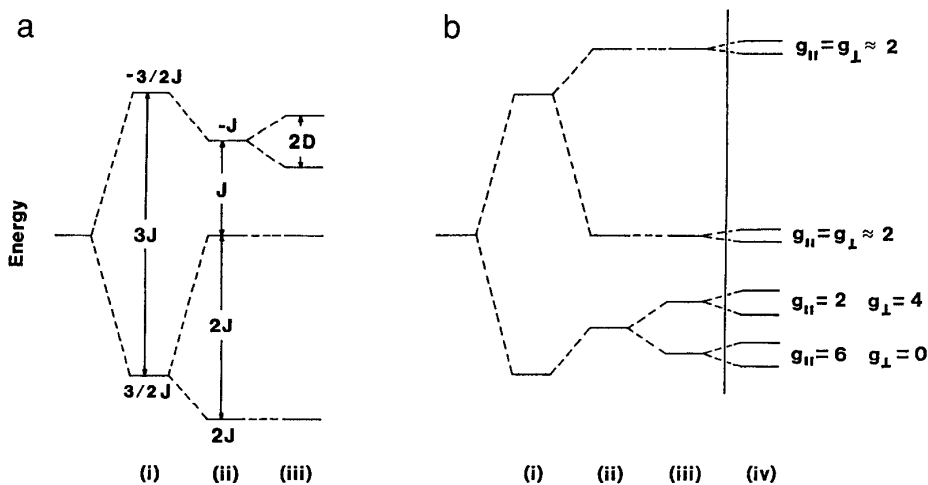 a
b
-3/2J
g|| = g⊥ ≈ 2
-J
2D
J
Energy
3J
g|| = g⊥ ≈ 2
2J
g|| = 2 g⊥ = 4
g|| = 6 g⊥ = 0
3/2J
2J
(i) (ii) (iii)
(i) (ii) (iii) (iv)